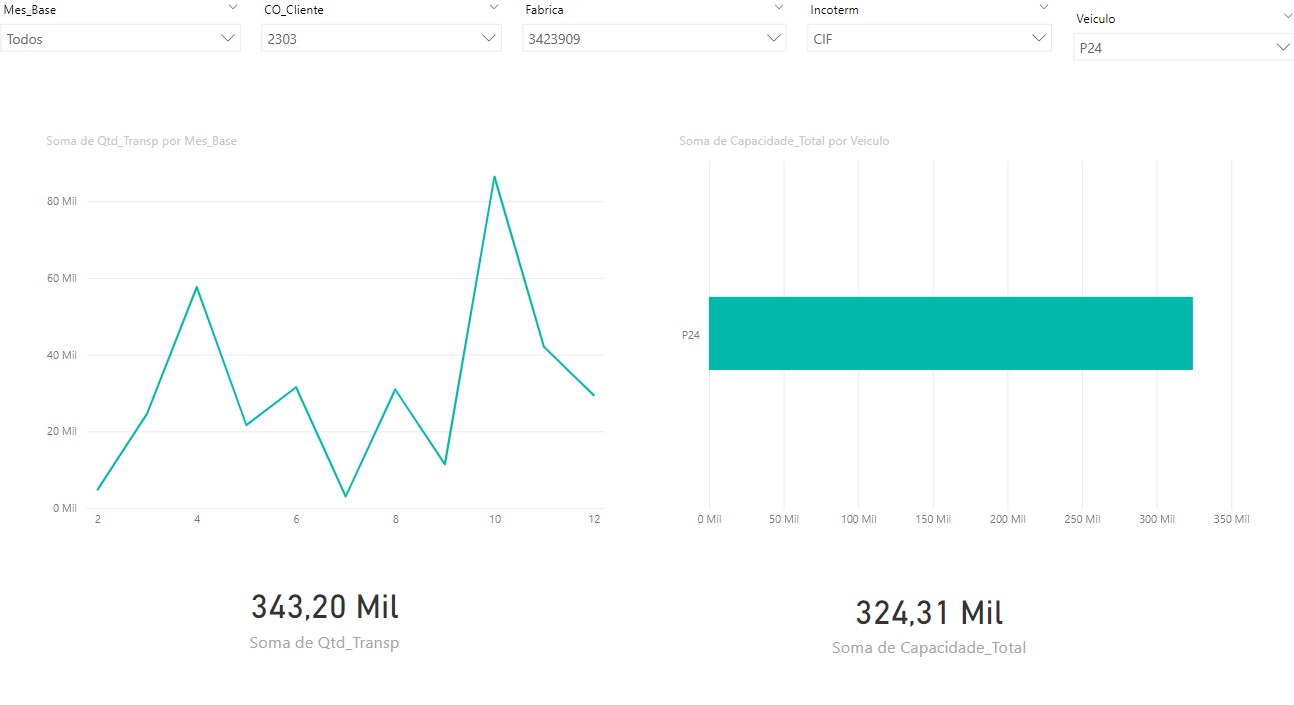 Mes_Base
Todos
CO_Cliente
2303
Fabrica
3423909
Incoterm
CIF
Veiculo
P24
Soma de Qtd_Transp por Mes_Base
80 Mil
60 Mil
40 Mil
20 Mil
0 Mil
2 4 6 8 10 12
343,20 Mil
Soma de Qtd_Transp
Soma de Capacidade_Total por Veiculo
P24
0 Mil 50 Mil 100 Mil 150 Mil 200 Mil 250 Mil 300 Mil 350 Mil
324,31 Mil
Soma de Capacidade_Total